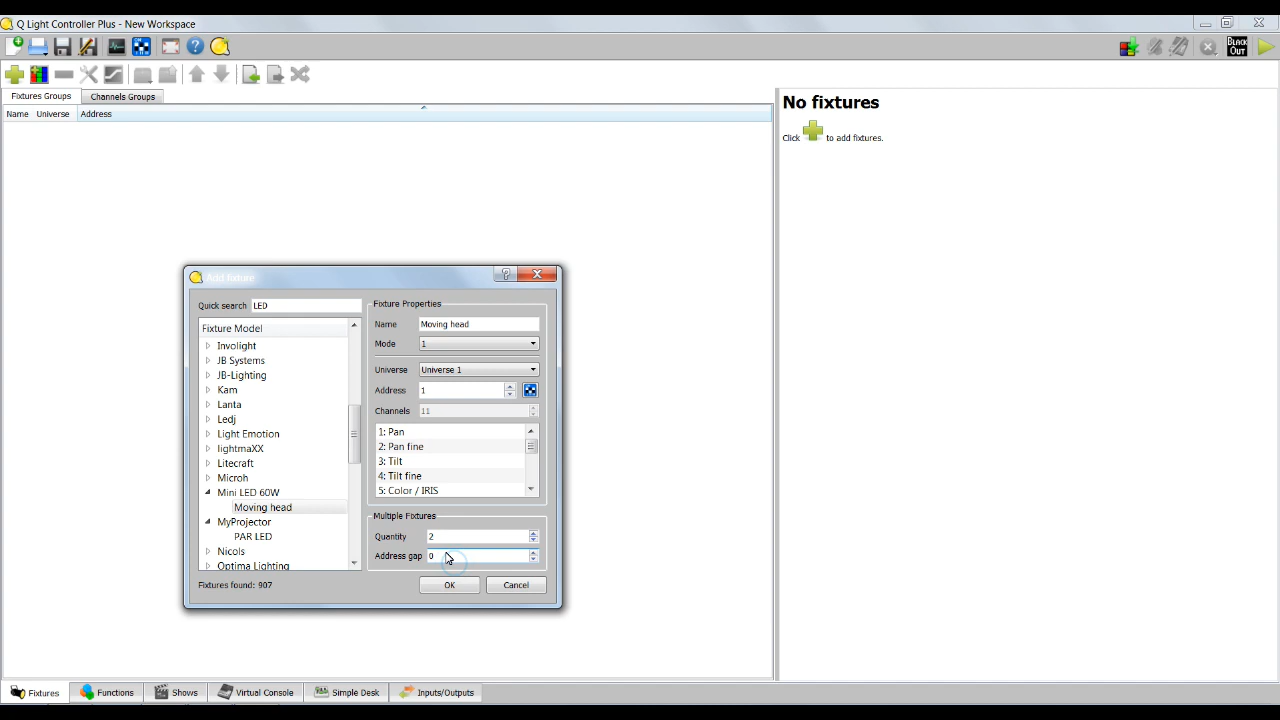 Q Light Controller Plus - New Workspace
BLACK
OUT
Fixtures Groups
Channels Groups
Name Universe Address
No fixtures
Click to add fixtures.
Add fixture
Quick search LED
Fixture Model
Involight
JB Systems
JB-Lighting
Kam
Lanta
Ledj
Light Emotion
lightmaXX
Litecraft
Microh
Mini LED 60W
Moving head
MyProjector
PAR LED
Nicols
Optima Lighting
Fixtures found: 907
Fixture Properties
Name Moving head
Mode 1
Universe Universe 1
Address 1
Channels 11
1: Pan
2: Pan fine
3: Tilt
4: Tilt fine
5: Color / IRIS
Multiple Fixtures
Quantity 2
Address gap 0
OK Cancel
Fixtures Functions Shows Virtual Console Simple Desk Inputs/Outputs